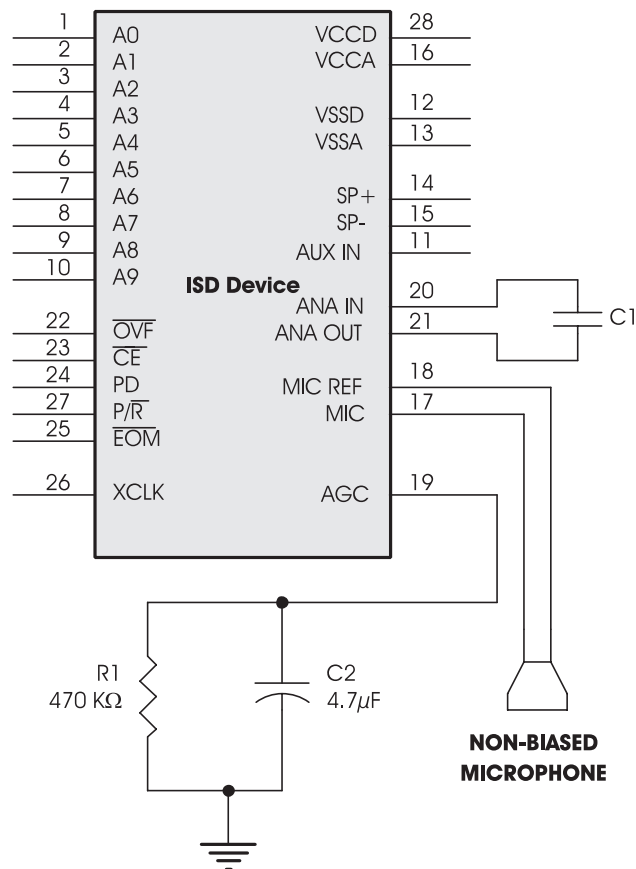 1 A0 VCCD 28
2 A1 VCCA 16
3 A2
4 A3 VSSD 12
5 A4 VSSA 13
6 A5
7 A6 SP+ 14
8 A7 SP- 15
9 A8 AUX IN 11
10 A9
ISD Device
ANA IN 20
22 O̅V̅F̅ ANA OUT 21
C1
23 C̅E̅
24 PD MIC REF 18
27 P/R̅ MIC 17
25 E̅O̅M̅
26 XCLK AGC 19
R1
470 KΩ
C2
4.7µF
NON-BIASED
MICROPHONE